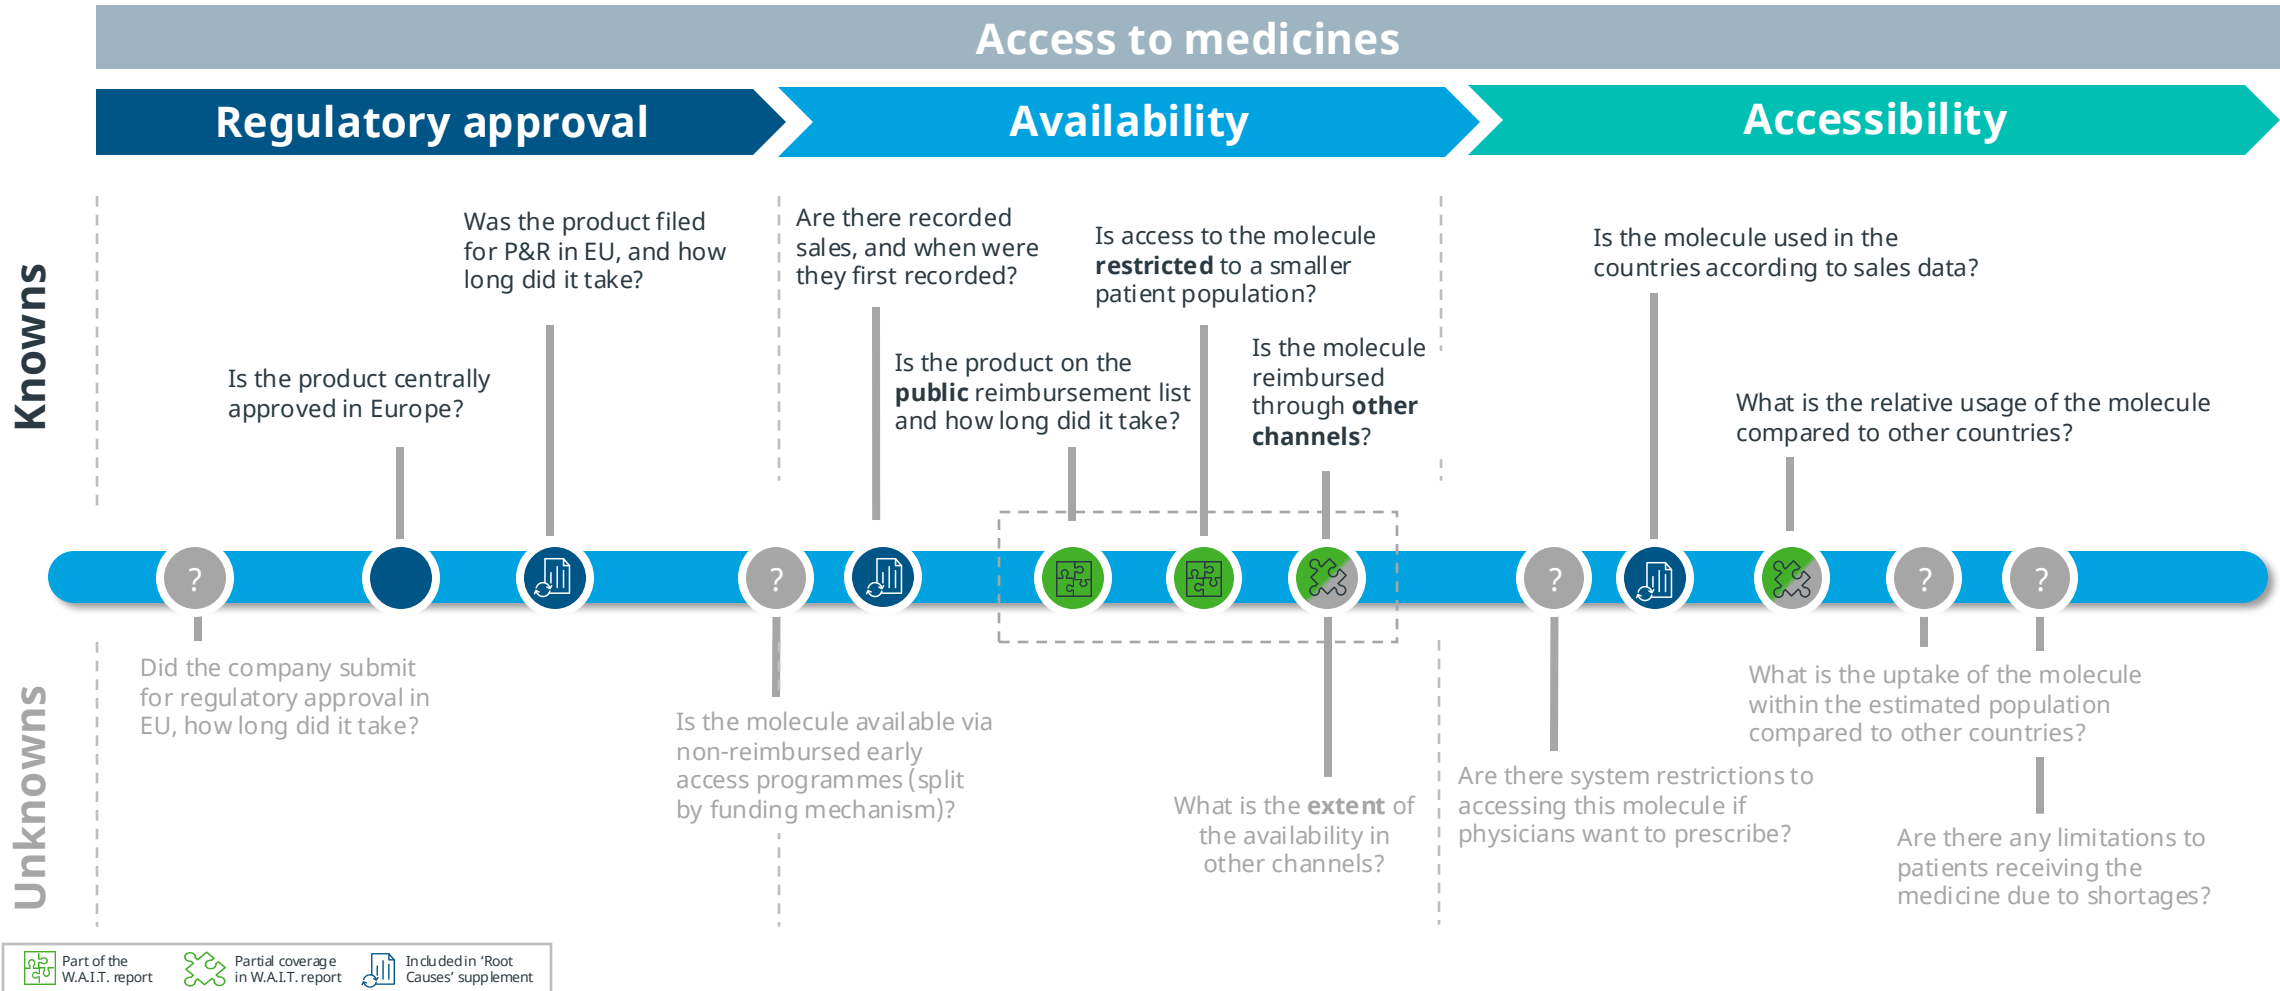 Access to medicines
Regulatory approval
Availability
Accessibility
Knowns
Was the product filed
for P&R in EU, and how
long did it take?
Is the product centrally
approved in Europe?
Are there recorded
sales, and when were
they first recorded?
Is access to the molecule
restricted to a smaller
patient population?
Is the product on the
public reimbursement list
and how long did it take?
Is the molecule
reimbursed
through other
channels?
Is the molecule used in the
countries according to sales data?
What is the relative usage of the molecule
compared to other countries?
?
?
?
?
?
Unknowns
Did the company submit
for regulatory approval in
EU, how long did it take?
Is the molecule available via
non-reimbursed early
access programmes (split
by funding mechanism)?
What is the extent of
the availability in
other channels?
Are there system restrictions to
accessing this molecule if
physicians want to prescribe?
What is the uptake of the molecule
within the estimated population
compared to other countries?
Are there any limitations to
patients receiving the
medicine due to shortages?
Part of the
W.A.I.T. report
Partial coverage
in W.A.I.T. report
Included in ‘Root
Causes’ supplement